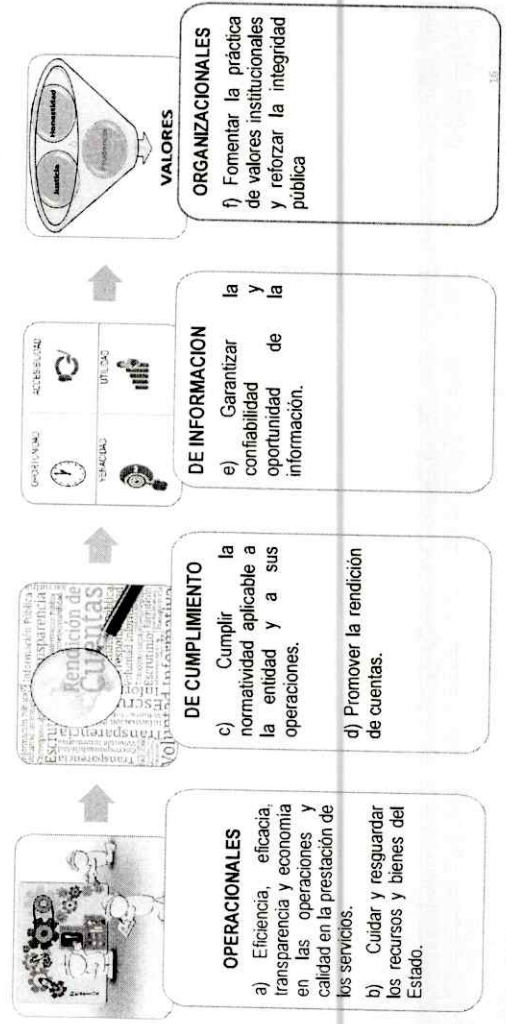 OPERACIONALES
a) Eficiencia, eficacia,
transparencia y economía
en las operaciones y
calidad en la prestación de
los servicios.
b) Cuidar y resguardar
los recursos y bienes del
Estado.
Rendición de
Cuentas
Transparencia
DE CUMPLIMIENTO
c) Cumplir la
normatividad aplicable a
la entidad y a sus
operaciones.
d) Promover la rendición
de cuentas.
OPORTUNIDAD
ACCESIBILIDAD
VERACIDAD
UTILIDAD
DE INFORMACION
e) Garantizar la
confiabilidad y
oportunidad de la
información.
Justicia
Honestidad
Prudencia
VALORES
ORGANIZACIONALES
f) Fomentar la práctica
de valores institucionales
y reforzar la integridad
pública
16